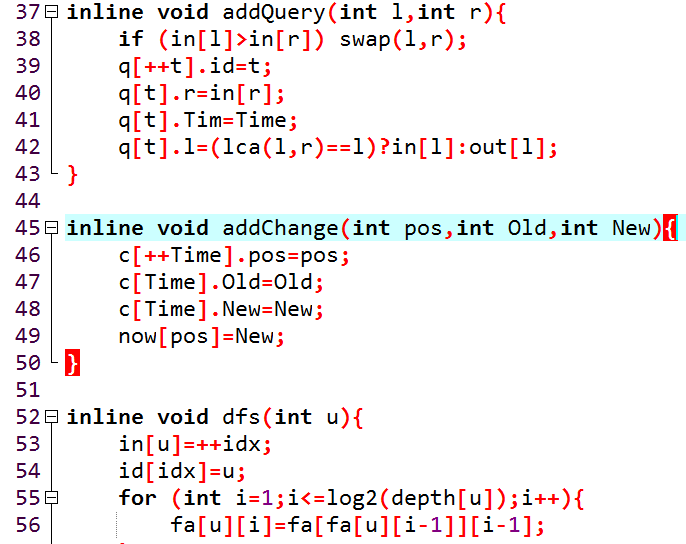 37 inline void addQuery(int l,int r){
38     if (in[l]>in[r]) swap(l,r);
39     q[++t].id=t;
40     q[t].r=in[r];
41     q[t].Tim=Time;
42     q[t].l=(lca(l,r)==l)?in[l]:out[l];
43 }
44
45 inline void addChange(int pos,int Old,int New){
46     c[++Time].pos=pos;
47     c[Time].Old=Old;
48     c[Time].New=New;
49     now[pos]=New;
50 }
51
52 inline void dfs(int u){
53     in[u]=++idx;
54     id[idx]=u;
55     for (int i=1;i<=log2(depth[u]);i++){
56         fa[u][i]=fa[fa[u][i-1]][i-1];